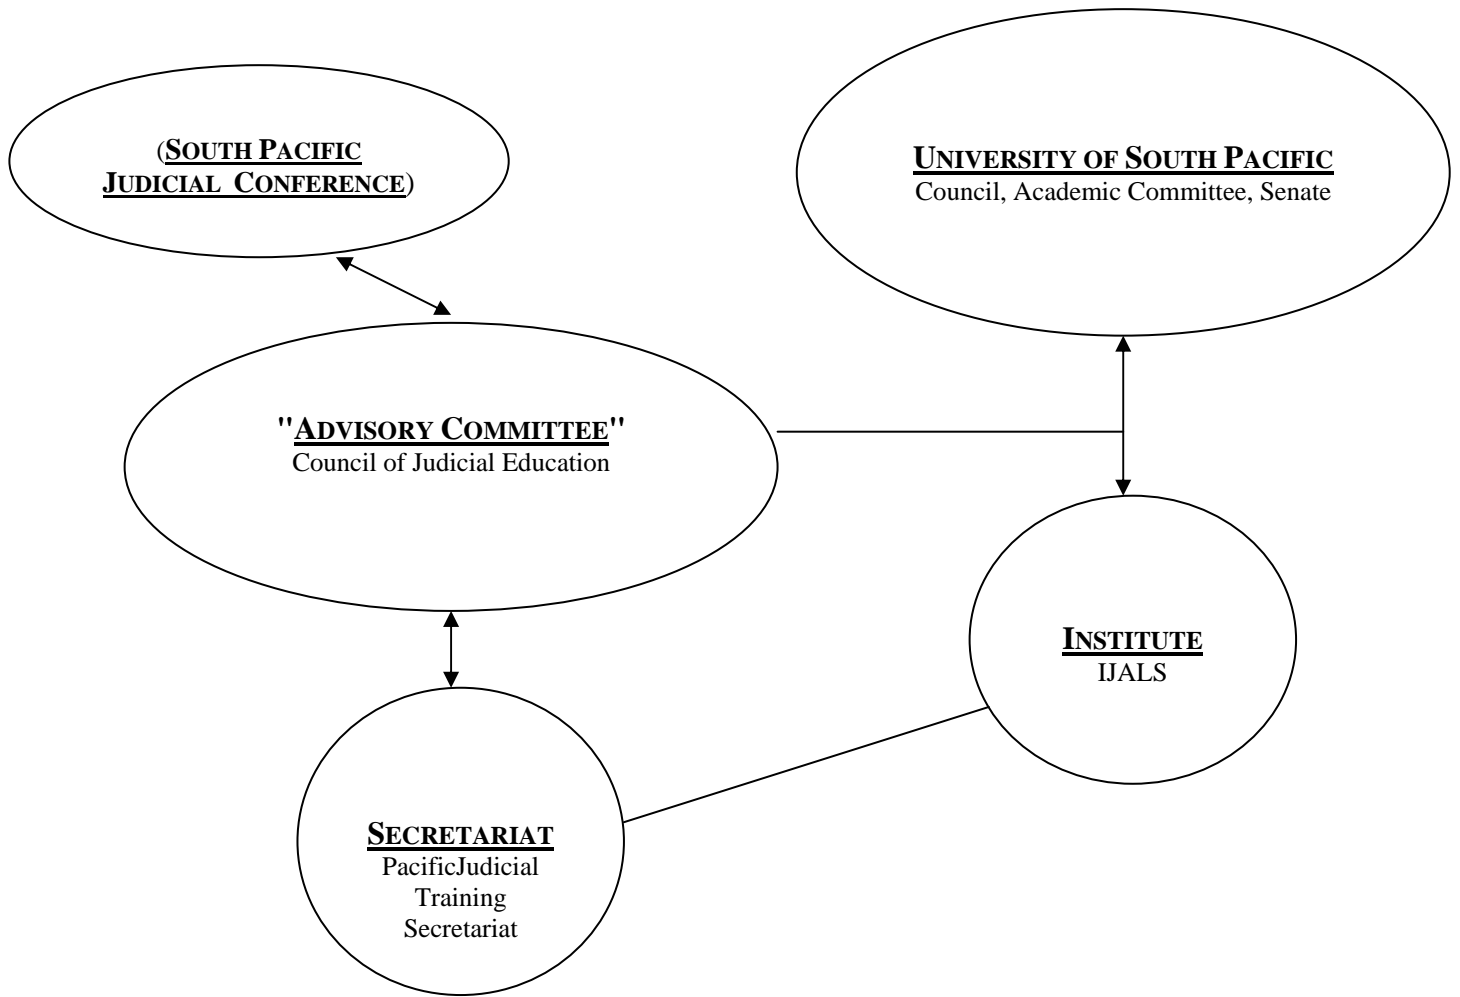 (SOUTH PACIFIC
JUDICIAL CONFERENCE)
UNIVERSITY OF SOUTH PACIFIC
Council, Academic Committee, Senate
"ADVISORY COMMITTEE"
Council of Judicial Education
INSTITUTE
IJALS
SECRETARIAT
PacificJudicial
Training
Secretariat